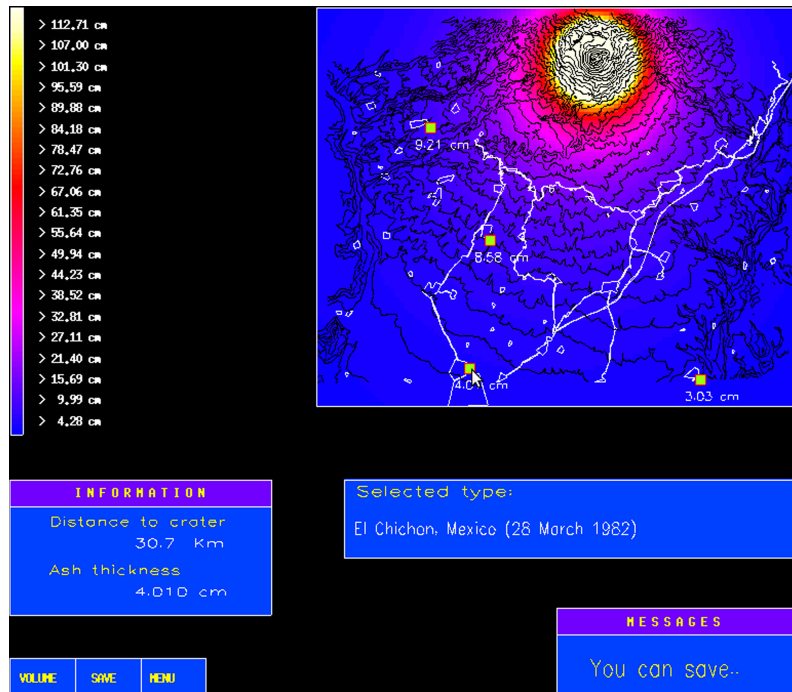 > 112,71 cm
> 107,00 cm
> 101,30 cm
> 95,59 cm
> 89,88 cm
> 84,18 cm
> 78,47 cm
> 72,76 cm
> 67,06 cm
> 61,35 cm
> 55,64 cm
> 49,94 cm
> 44,23 cm
> 38,52 cm
> 32,81 cm
> 27,11 cm
> 21,40 cm
> 15,69 cm
> 9,99 cm
> 4,28 cm
9.21 cm
8.58 cm
cm
3.03 cm
INFORMATION
Distance to crater
30.7 Km
Ash thickness
4.010 cm
Selected type:
El Chichon, Mexico (28 March 1982)
MESSAGES
You can save..
VOLUME SAVE MENU